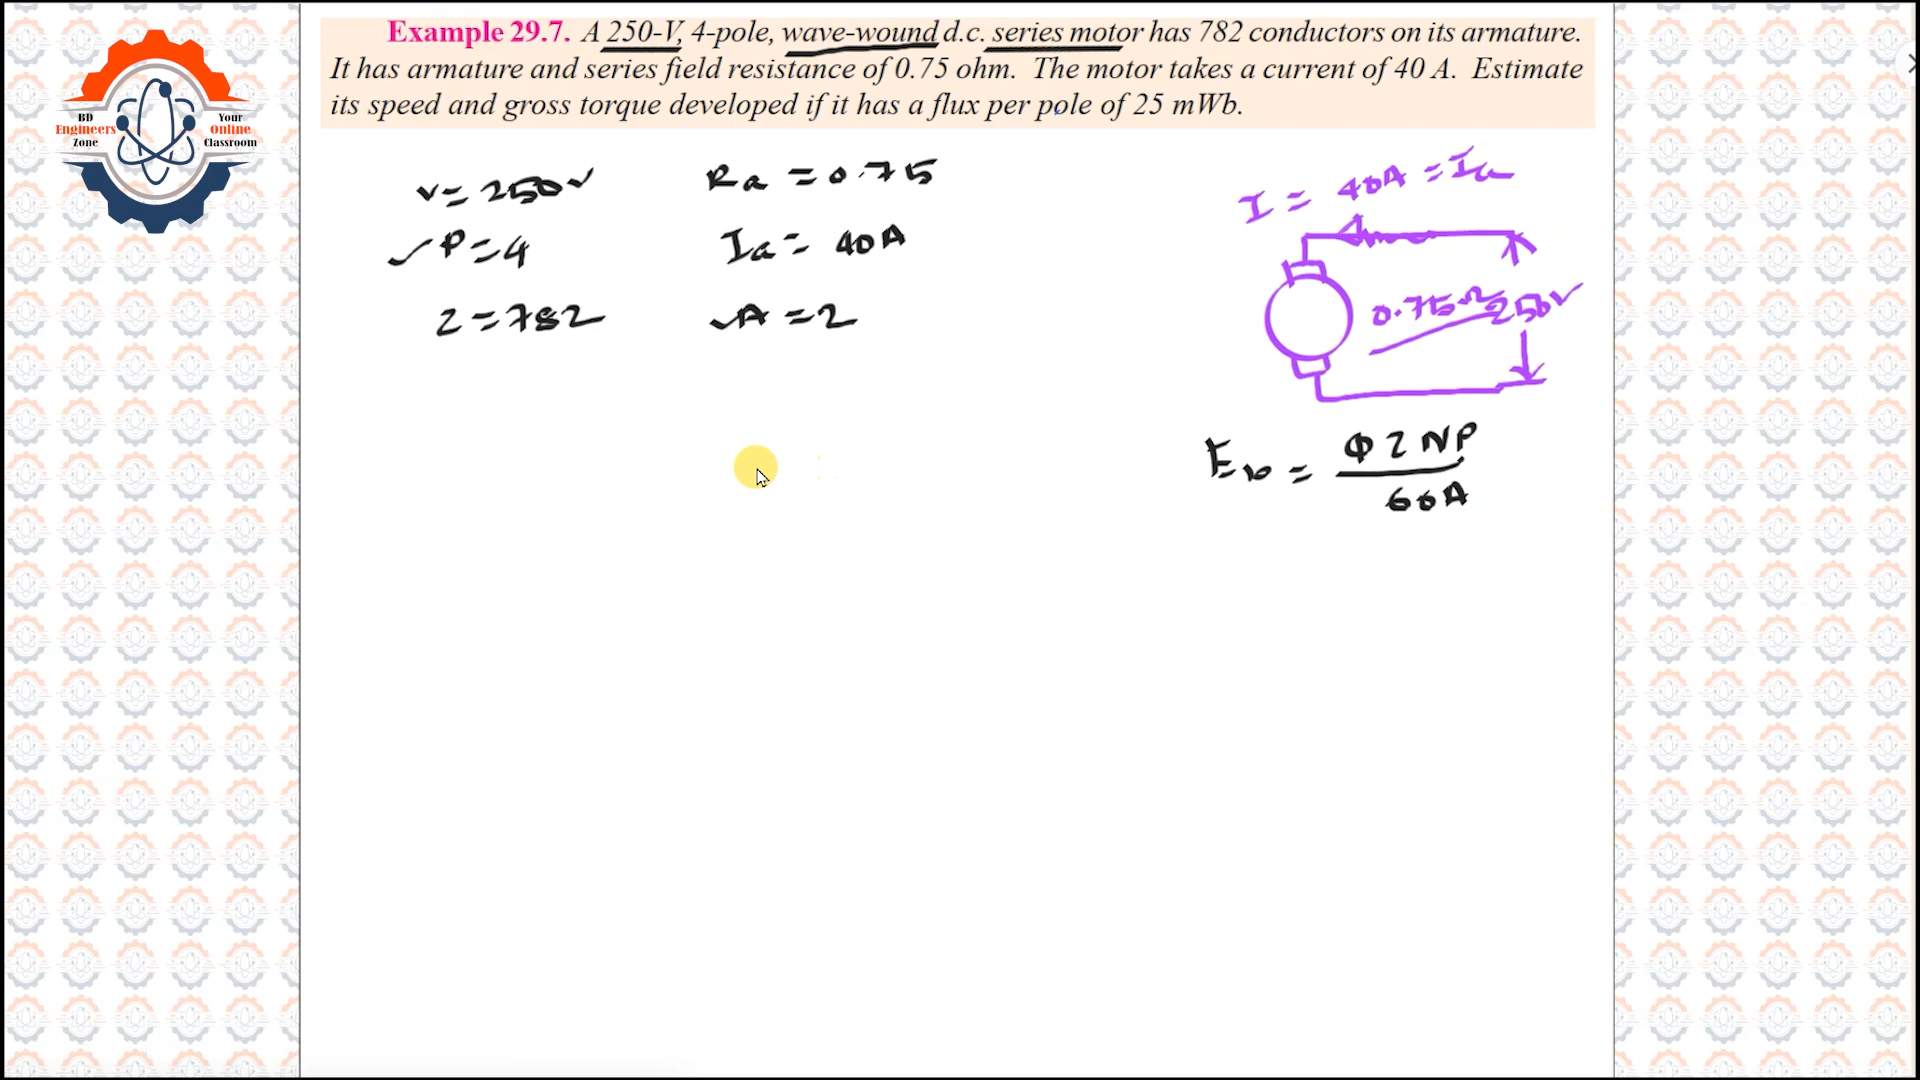 BD
Engineers
Zone
Your
Online
Classroom
Example 29.7. A 250-V, 4-pole, wave-wound d.c. series motor has 782 conductors on its armature.
It has armature and series field resistance of 0.75 ohm. The motor takes a current of 40 A. Estimate
its speed and gross torque developed if it has a flux per pole of 25 mWb.
V = 250V
Ra = 0.75
P = 4
Ia = 40A
Z = 782
A = 2
I = 40A = Ia
0.75Ω
250V
Eb = ΦZNP
60A